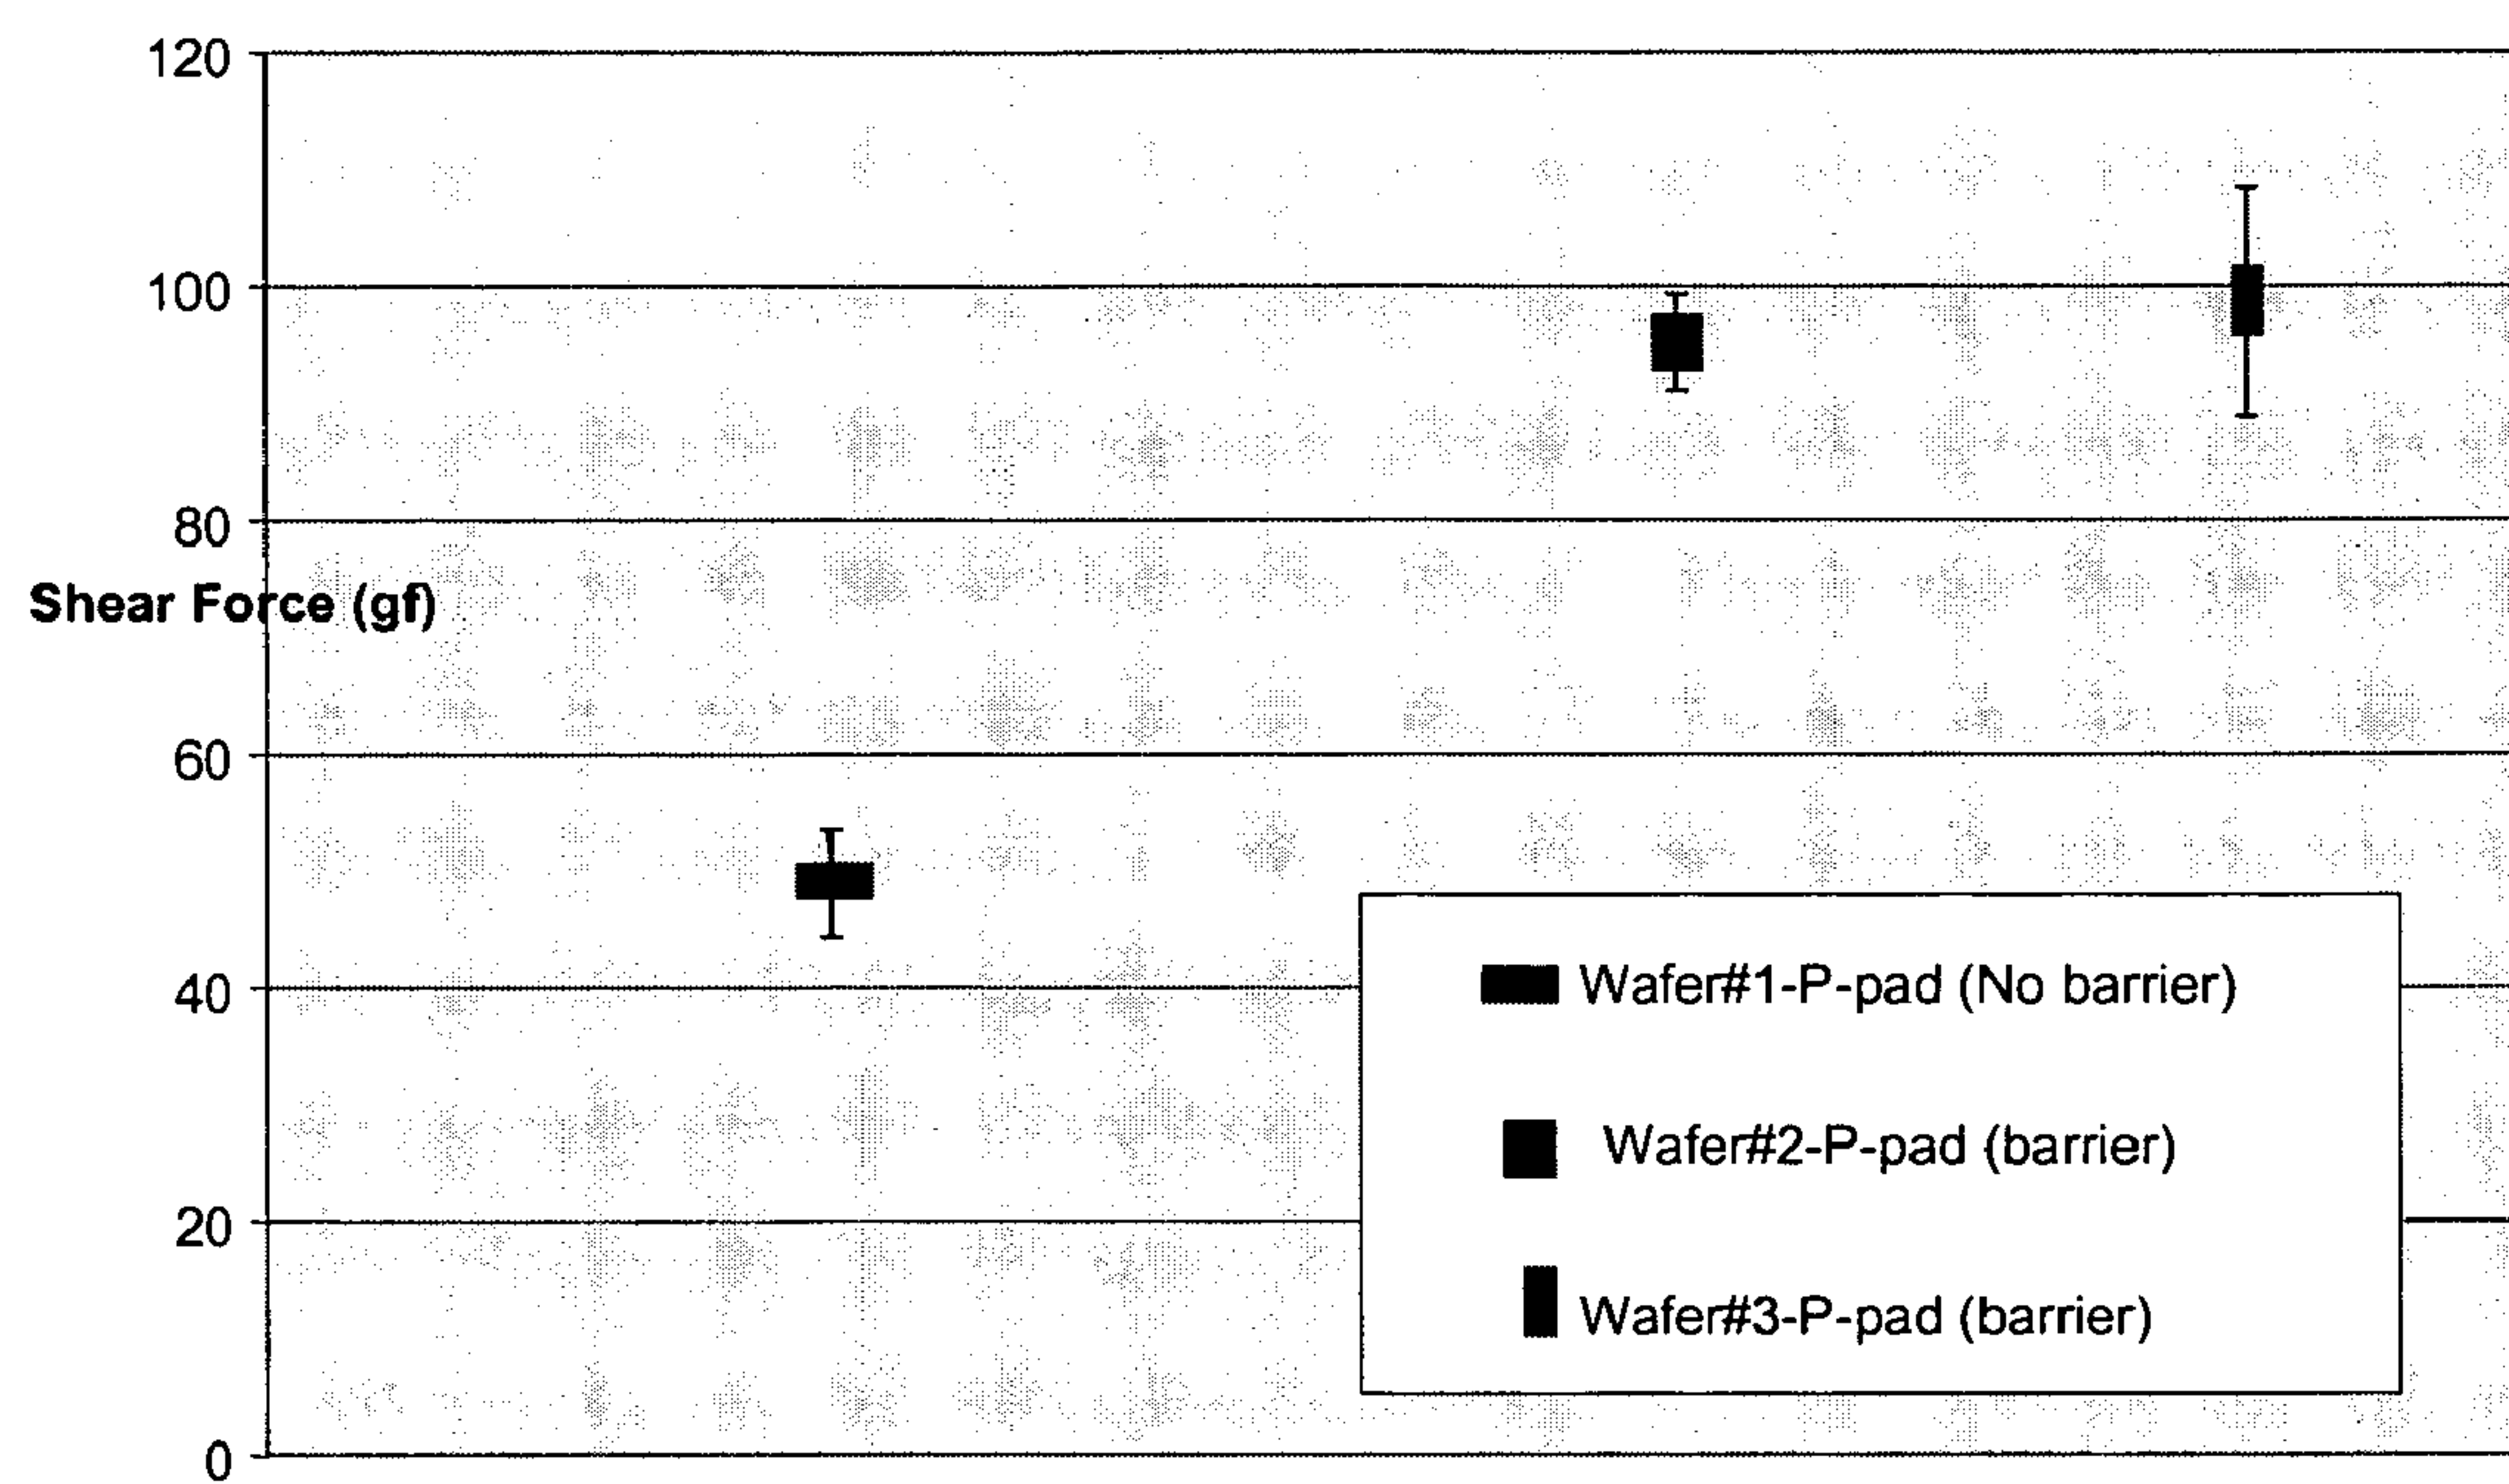 120
100
80
Shear Force (gf)
60
40
20
0
Wafer#1-P-pad (No barrier)
Wafer#2-P-pad (barrier)
Wafer#3-P-pad (barrier)